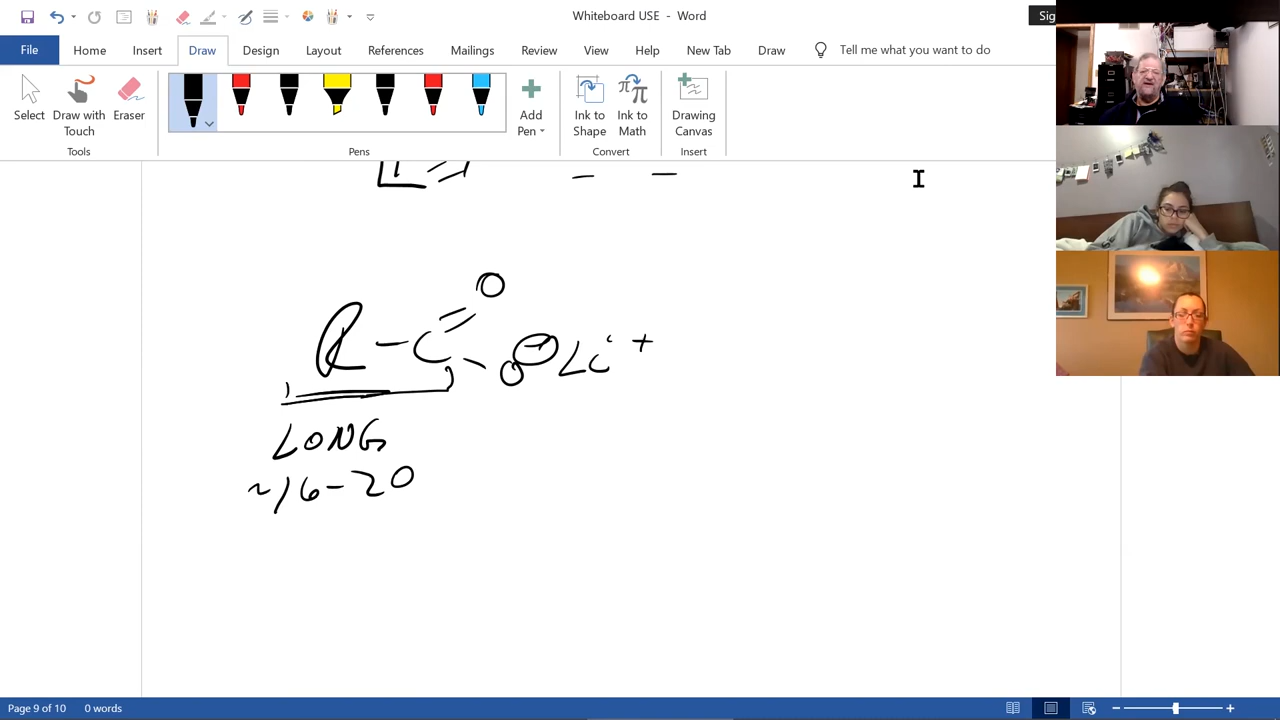 Whiteboard USE - Word
Sig
File Home Insert Draw Design Layout References Mailings Review View Help New Tab Draw Tell me what you want to do
Select
Draw with Touch
Eraser
Add Pen
Ink to Shape
Ink to Math
Drawing Canvas
Tools Pens Convert Insert
O
R - C = O
- O⊖ Li +
LONG
~16-20
Page 9 of 10 0 words